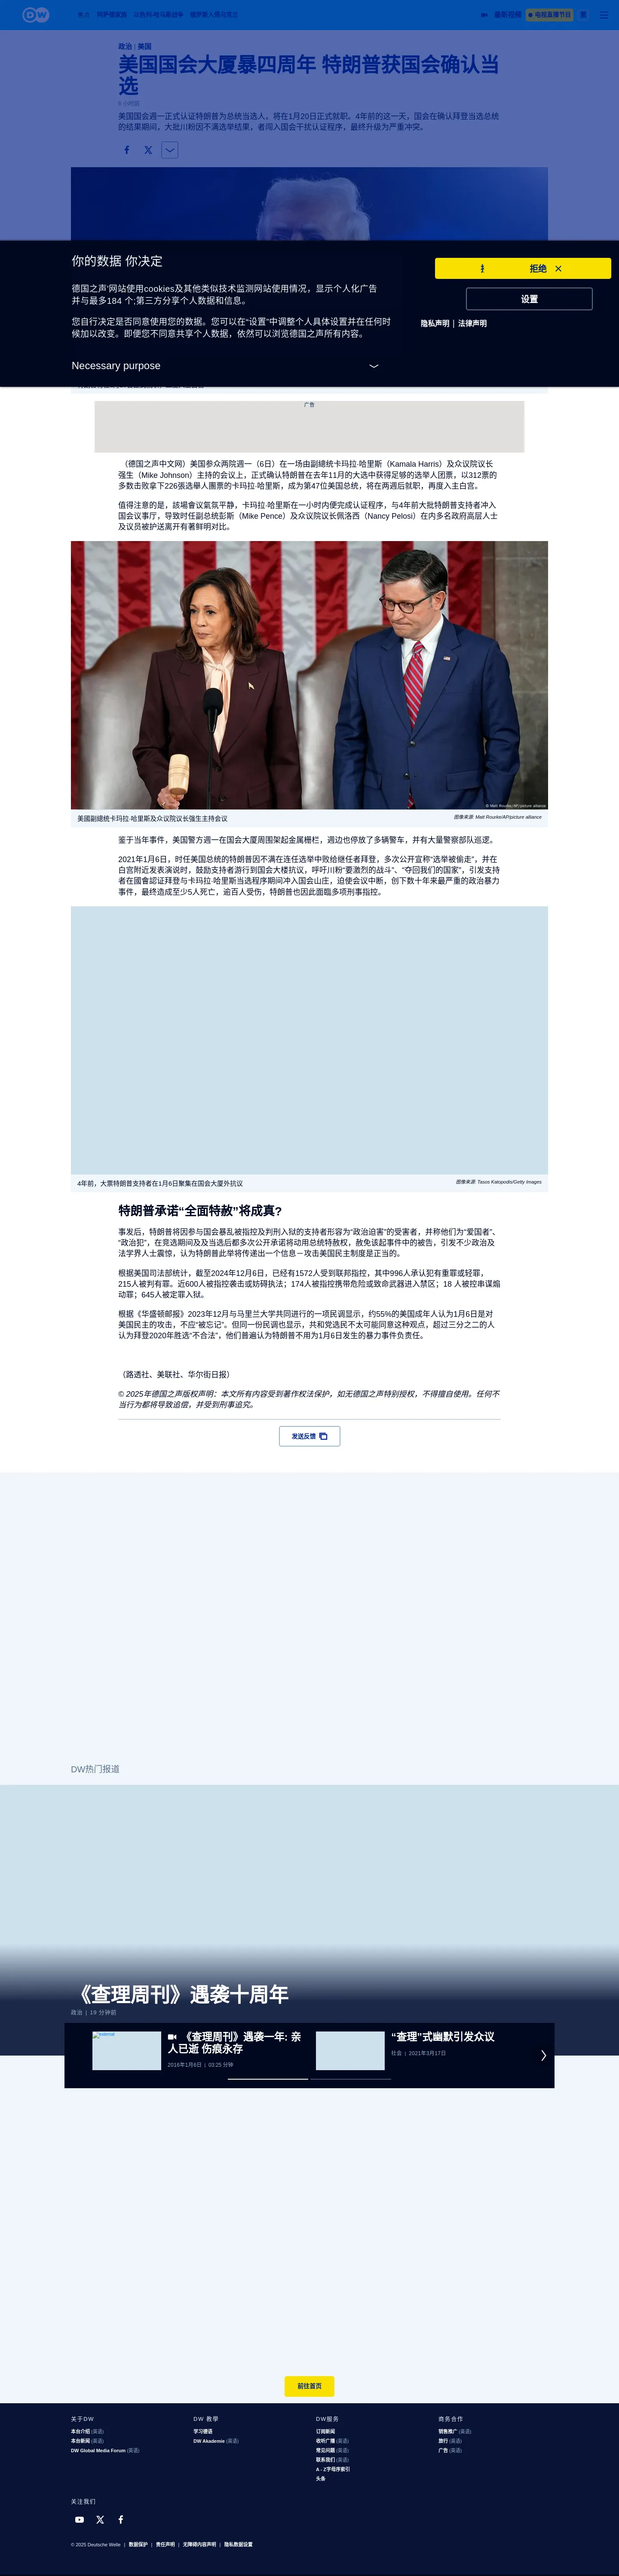 DW
政治 | 美国
美国国会大厦暴四周年 特朗普获国会确认当
选
美国国会週一正式认证特朗普为总统当选人，将在1月20日正式就职。4年前的这一天，国会在确认拜登当选总统
的结果期间，大批川粉因不满选举结果，者闯入国会干扰认证程序，最终升级为严重冲突。
你的数据 你决定
德国之声'网站使用cookies及其他类似技术监测网站使用情况，显示个人化广告
并与最多184 个;第三方分享个人数据和信息。
您自行决定是否同意使用您的数据。您可以在“设置”中调整个人具体设置并在任何时
候加以改变。即便您不同意共享个人数据，依然可以浏览德国之声所有内容。
Necessary purpose
拒绝
设置
隐私声明 | 法律声明
广告
（德国之声中文网）美国参众两院週一（6日）在一场由副總统卡玛拉·哈里斯（Kamala Harris）及众议院议长
强生（Mike Johnson）主持的会议上，正式确认特朗普在去年11月的大选中获得足够的选举人团票，以312票的
多数击败拿下226張选舉人團票的卡玛拉·哈里斯，成为第47位美国总统，将在两週后就职，再度入主白宫。
值得注意的是，該場會议氣氛平静，卡玛拉·哈里斯在一小时内便完成认证程序，与4年前大批特朗普支持者冲入
国会议事厅，导致时任副总统彭斯（Mike Pence）及众议院议长佩洛西（Nancy Pelosi）在内多名政府高层人士
及议员被护送离开有著鲜明对比。
© Matt Rourke/AP/picture alliance
美國副總统卡玛拉·哈里斯及众议院议长强生主持会议
图像来源: Matt Rourke/AP/picture alliance
鉴于当年事件，美国警方週一在国会大厦周围架起金属栅栏，週边也停放了多辆警车，并有大量警察部队巡逻。
2021年1月6日，时任美国总统的特朗普因不满在连任选举中败给继任者拜登，多次公开宣称“选举被偷走”，并在
白宫附近发表演说时，鼓励支持者游行到国会大楼抗议，呼吁川粉“要激烈的战斗”、“夺回我们的国家”，引发支持
者在國會認证拜登与卡玛拉·哈里斯当选程序期间冲入国会山庄，迫使会议中断，创下数十年来最严重的政治暴力
事件，最终造成至少5人死亡，逾百人受伤，特朗普也因此面臨多项刑事指控。
4年前，大票特朗普支持者在1月6日聚集在国会大厦外抗议
图像来源: Tasos Katopodis/Getty Images
特朗普承诺“全面特赦”将成真?
事发后，特朗普将因参与国会暴乱被指控及判刑入狱的支持者形容为“政治迫害”的受害者，并称他们为“爱国者”、
“政治犯”，在竞选期间及及当选后都多次公开承诺将动用总统特赦权，赦免该起事件中的被告，引发不少政治及
法学界人士震惊，认为特朗普此举将传递出一个信息－攻击美国民主制度是正当的。
根据美国司法部统计，截至2024年12月6日，已经有1572人受到联邦指控，其中996人承认犯有重罪或轻罪，
215人被判有罪。近600人被指控袭击或妨碍执法；174人被指控携带危险或致命武器进入禁区；18 人被控串谋煽
动罪；645人被定罪入狱。
根据《华盛顿邮报》2023年12月与马里兰大学共同进行的一项民调显示，约55%的美国成年人认为1月6日是对
美国民主的攻击，不应“被忘记”。但同一份民调也显示，共和党选民不太可能同意这种观点，超过三分之二的人
认为拜登2020年胜选“不合法”，他们普遍认为特朗普不用为1月6日发生的暴力事件负责任。
（路透社、美联社、华尔街日报）
© 2025年德国之声版权声明：本文所有内容受到著作权法保护，如无德国之声特别授权，不得擅自使用。任何不
当行为都将导致追偿，并受到刑事追究。
发送反馈
DW热门报道
《查理周刊》遇袭十周年
政治 | 19 分钟前
《查理周刊》遇袭一年: 亲
人已逝 伤痕永存
2016年1月6日 | 03:25 分钟
“查理”式幽默引发众议
社会 | 2021年3月17日
前往首页
关于DW
本台介绍 (英语)
本台新闻 (英语)
DW Global Media Forum (英语)
DW 教學
学习德语
DW Akademie (英语)
DW服务
订阅新闻
收听广播 (英语)
常见问题 (英语)
联系我们 (英语)
A - Z字母序索引
头条
商务合作
销售推广 (英语)
旅行 (英语)
广告 (英语)
关注我们
© 2025 Deutsche Welle | 数据保护 | 责任声明 | 无障碍内容声明 | 隐私数据设置